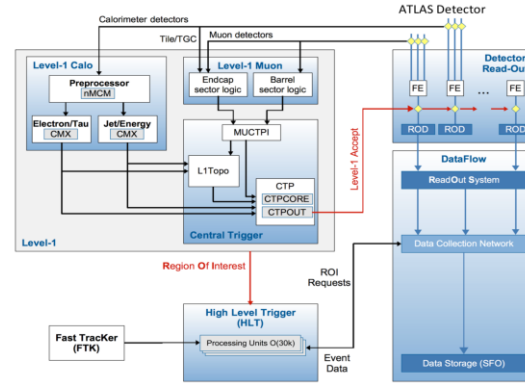 Calorimeter detectors
ATLAS Detector
Tile/TGC
Muon detectors
Level-1 Calo
Preprocessor
nMCM
Electron/Tau
CMX
Jet/Energy
CMX
Level-1 Muon
Endcap
sector logic
Barrel
sector logic
MUCTPI
L1Topo
CTP
CTPCORE
CTPOUT
Central Trigger
Level-1
Level-1 Accept
Detector
Read-Out
FE
FE
...
FE
ROD
ROD
ROD
DataFlow
ReadOut System
Data Collection Network
Data Storage (SFO)
Region Of Interest
ROI
Requests
High Level Trigger
(HLT)
Processing Units O(30k)
Fast TracKer
(FTK)
Event
Data